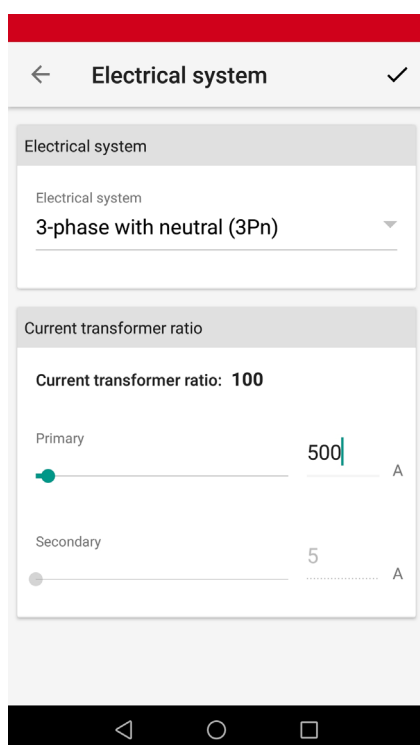 Electrical system
Electrical system
Electrical system
3-phase with neutral (3Pn)
Current transformer ratio
Current transformer ratio: 100
Primary
500
A
Secondary
5
A